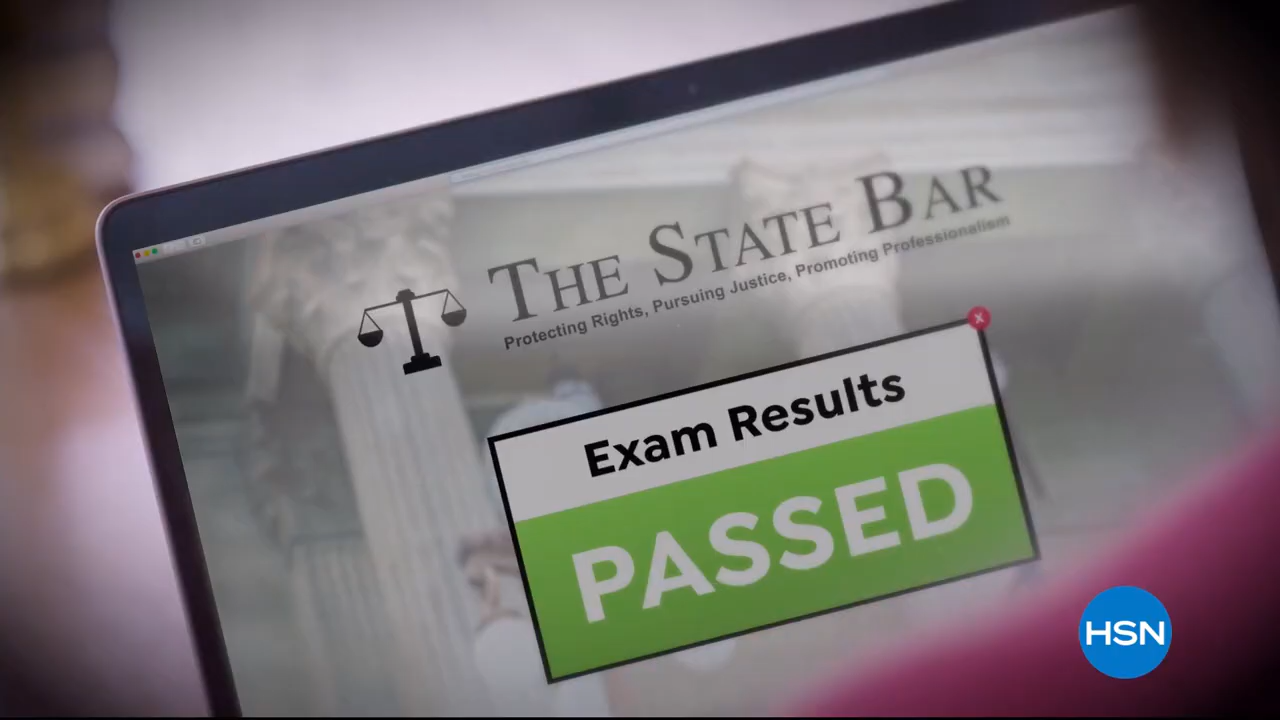 THE STATE BAR
Protecting Rights, Pursuing Justice, Promoting Professionalism
x
Exam Results
PASSED
HSN